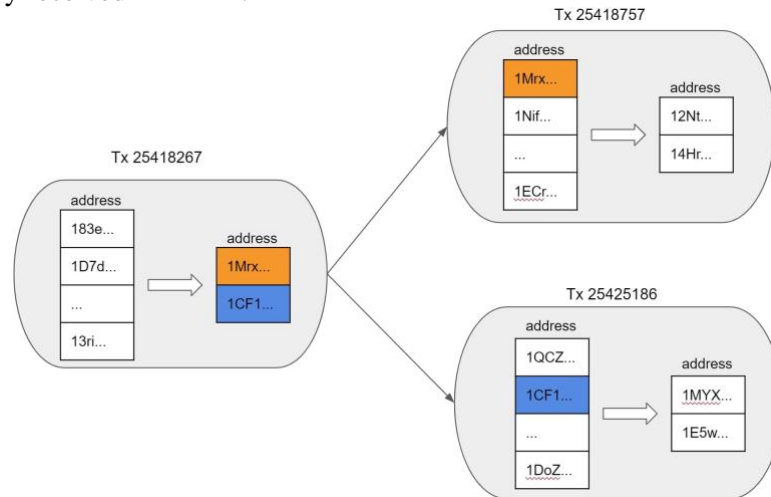 Tx 25418757
address
1Mrx...
1Nif...
...
1ECr...
address
12Nt...
14Hr...
Tx 25418267
address
183e...
1D7d...
...
13ri...
address
1Mrx...
1CF1...
Tx 25425186
address
1QCZ...
1CF1...
...
1DoZ...
address
1MYX...
1E5w...